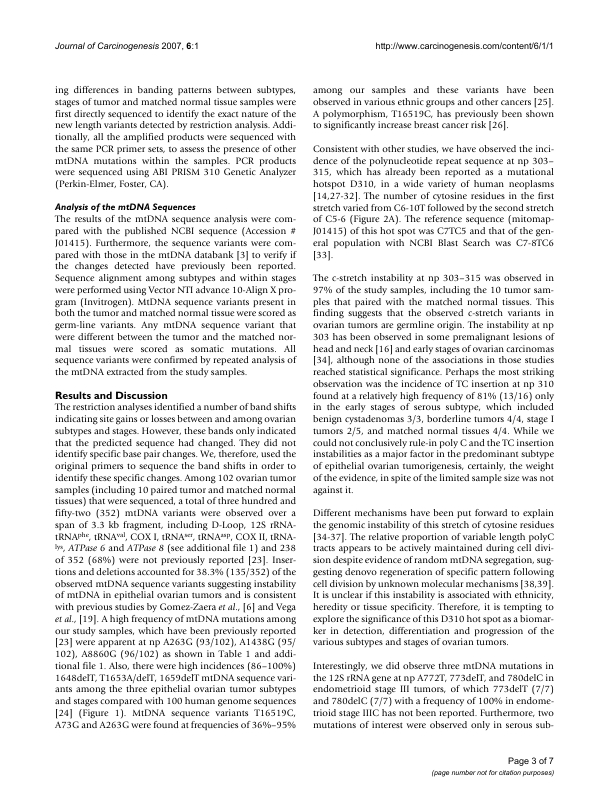 Journal of Carcinogenesis 2007, 6:1
http://www.carcinogenesis.com/content/6/1/1
ing differences in banding patterns between subtypes,
stages of tumor and matched normal tissue samples were
first directly sequenced to identify the exact nature of the
new length variants detected by restriction analysis. Addi-
tionally, all the amplified products were sequenced with
the same PCR primer sets, to assess the presence of other
mtDNA mutations within the samples. PCR products
were sequenced using ABI PRISM 310 Genetic Analyzer
(Perkin-Elmer, Foster, CA).
Analysis of the mtDNA Sequences
The results of the mtDNA sequence analysis were com-
pared with the published NCBI sequence (Accession #
J01415). Furthermore, the sequence variants were com-
pared with those in the mtDNA databank [3] to verify if
the changes detected have previously been reported.
Sequence alignment among subtypes and within stages
were performed using Vector NTI advance 10-Align X pro-
gram (Invitrogen). MtDNA sequence variants present in
both the tumor and matched normal tissue were scored as
germ-line variants. Any mtDNA sequence variant that
were different between the tumor and the matched nor-
mal tissues were scored as somatic mutations. All
sequence variants were confirmed by repeated analysis of
the mtDNA extracted from the study samples.
Results and Discussion
The restriction analyses identified a number of band shifts
indicating site gains or losses between and among ovarian
subtypes and stages. However, these bands only indicated
that the predicted sequence had changed. They did not
identify specific base pair changes. We, therefore, used the
original primers to sequence the band shifts in order to
identify these specific changes. Among 102 ovarian tumor
samples (including 10 paired tumor and matched normal
tissues) that were sequenced, a total of three hundred and
fifty-two (352) mtDNA variants were observed over a
span of 3.3 kb fragment, including D-Loop, 12S rRNA-
tRNAphe, tRNAval, COX I, tRNAser, tRNAasp, COX II, tRNA-
lys, ATPase 6 and ATPase 8 (see additional file 1) and 238
of 352 (68%) were not previously reported [23]. Inser-
tions and deletions accounted for 38.3% (135/352) of the
observed mtDNA sequence variants suggesting instability
of mtDNA in epithelial ovarian tumors and is consistent
with previous studies by Gomez-Zaera et al., [6] and Vega
et al., [19]. A high frequency of mtDNA mutations among
our study samples, which have been previously reported
[23] were apparent at np A263G (93/102), A1438G (95/
102), A8860G (96/102) as shown in Table 1 and addi-
tional file 1. Also, there were high incidences (86–100%)
1648delT, T1653A/delT, 1659delT mtDNA sequence vari-
ants among the three epithelial ovarian tumor subtypes
and stages compared with 100 human genome sequences
[24] (Figure 1). MtDNA sequence variants T16519C,
A73G and A263G were found at frequencies of 36%–95%
among our samples and these variants have been
observed in various ethnic groups and other cancers [25].
A polymorphism, T16519C, has previously been shown
to significantly increase breast cancer risk [26].
Consistent with other studies, we have observed the inci-
dence of the polynucleotide repeat sequence at np 303–
315, which has already been reported as a mutational
hotspot D310, in a wide variety of human neoplasms
[14,27-32]. The number of cytosine residues in the first
stretch varied from C6-10T followed by the second stretch
of C5-6 (Figure 2A). The reference sequence (mitomap-
J01415) of this hot spot was C7TC5 and that of the gen-
eral population with NCBI Blast Search was C7-8TC6
[33].
The c-stretch instability at np 303–315 was observed in
97% of the study samples, including the 10 tumor sam-
ples that paired with the matched normal tissues. This
finding suggests that the observed c-stretch variants in
ovarian tumors are germline origin. The instability at np
303 has been observed in some premalignant lesions of
head and neck [16] and early stages of ovarian carcinomas
[34], although none of the associations in those studies
reached statistical significance. Perhaps the most striking
observation was the incidence of TC insertion at np 310
found at a relatively high frequency of 81% (13/16) only
in the early stages of serous subtype, which included
benign cystadenomas 3/3, borderline tumors 4/4, stage I
tumors 2/5, and matched normal tissues 4/4. While we
could not conclusively rule-in poly C and the TC insertion
instabilities as a major factor in the predominant subtype
of epithelial ovarian tumorigenesis, certainly, the weight
of the evidence, in spite of the limited sample size was not
against it.
Different mechanisms have been put forward to explain
the genomic instability of this stretch of cytosine residues
[34-37]. The relative proportion of variable length polyC
tracts appears to be actively maintained during cell divi-
sion despite evidence of random mtDNA segregation, sug-
gesting denovo regeneration of specific pattern following
cell division by unknown molecular mechanisms [38,39].
It is unclear if this instability is associated with ethnicity,
heredity or tissue specificity. Therefore, it is tempting to
explore the significance of this D310 hot spot as a biomar-
ker in detection, differentiation and progression of the
various subtypes and stages of ovarian tumors.
Interestingly, we did observe three mtDNA mutations in
the 12S rRNA gene at np A772T, 773delT, and 780delC in
endometrioid stage III tumors, of which 773delT (7/7)
and 780delC (7/7) with a frequency of 100% in endome-
trioid stage IIIC has not been reported. Furthermore, two
mutations of interest were observed only in serous sub-
Page 3 of 7
(page number not for citation purposes)